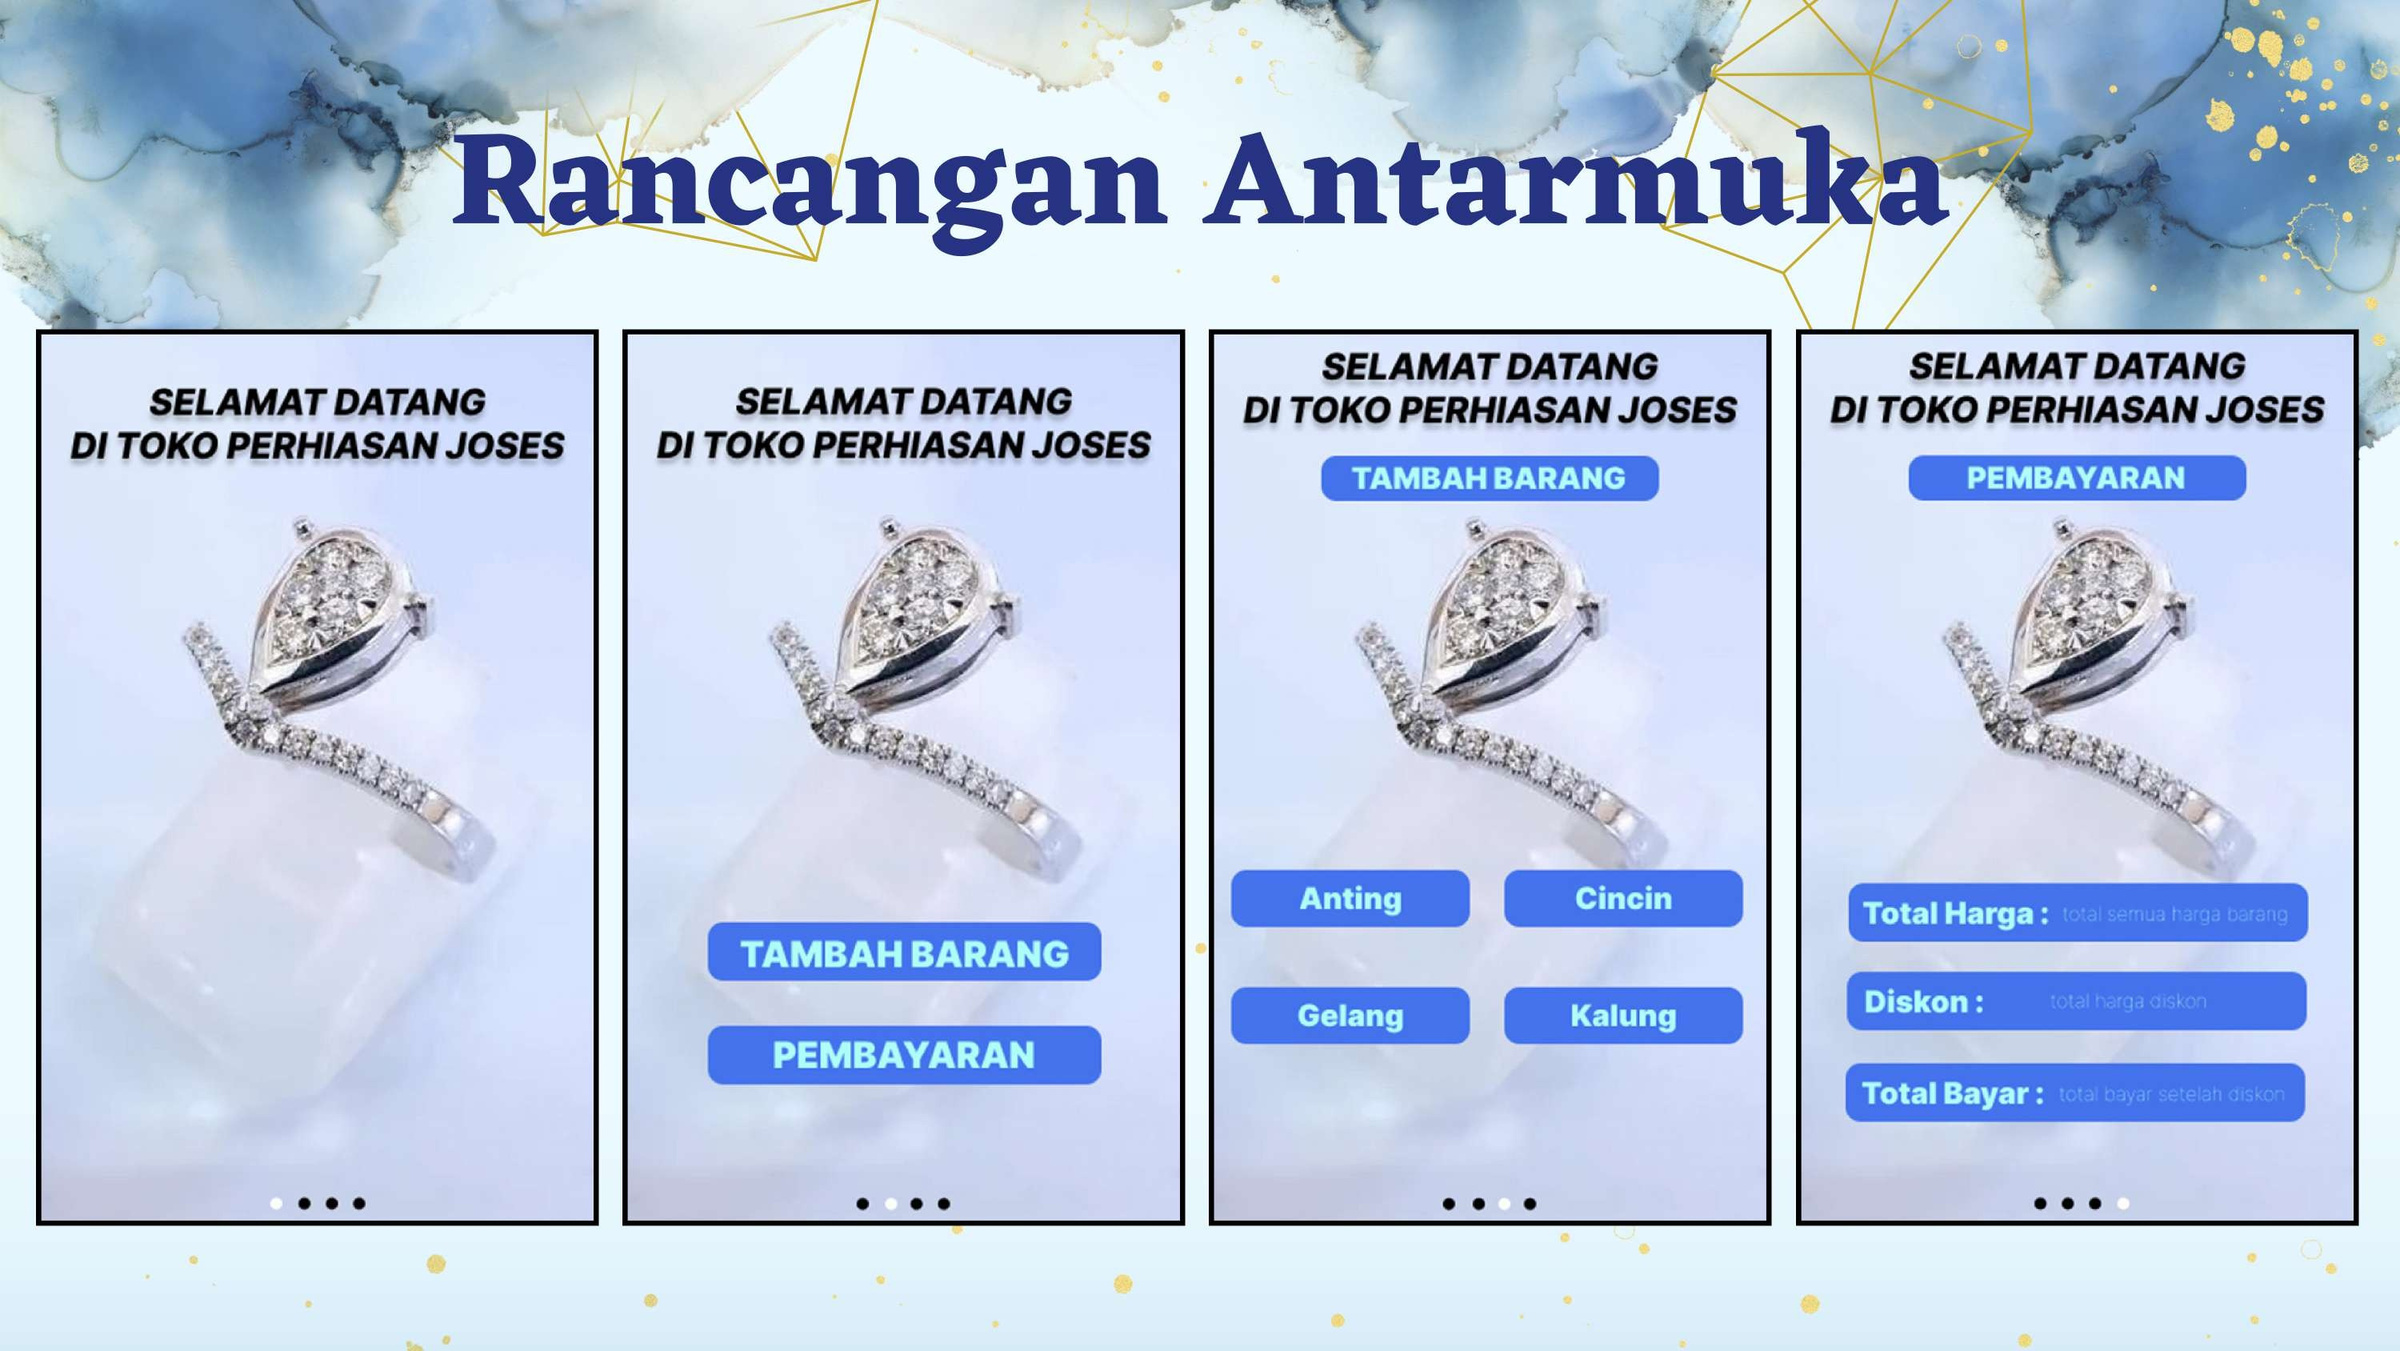 Rancangan Antarmuka
SELAMAT DATANG
DI TOKO PERHIASAN JOSES
SELAMAT DATANG
DI TOKO PERHIASAN JOSES
TAMBAH BARANG
PEMBAYARAN
SELAMAT DATANG
DI TOKO PERHIASAN JOSES
TAMBAH BARANG
Anting
Cincin
Gelang
Kalung
SELAMAT DATANG
DI TOKO PERHIASAN JOSES
PEMBAYARAN
Total Harga : total semua harga barang
Diskon : total harga diskon
Total Bayar : total bayar setelah diskon